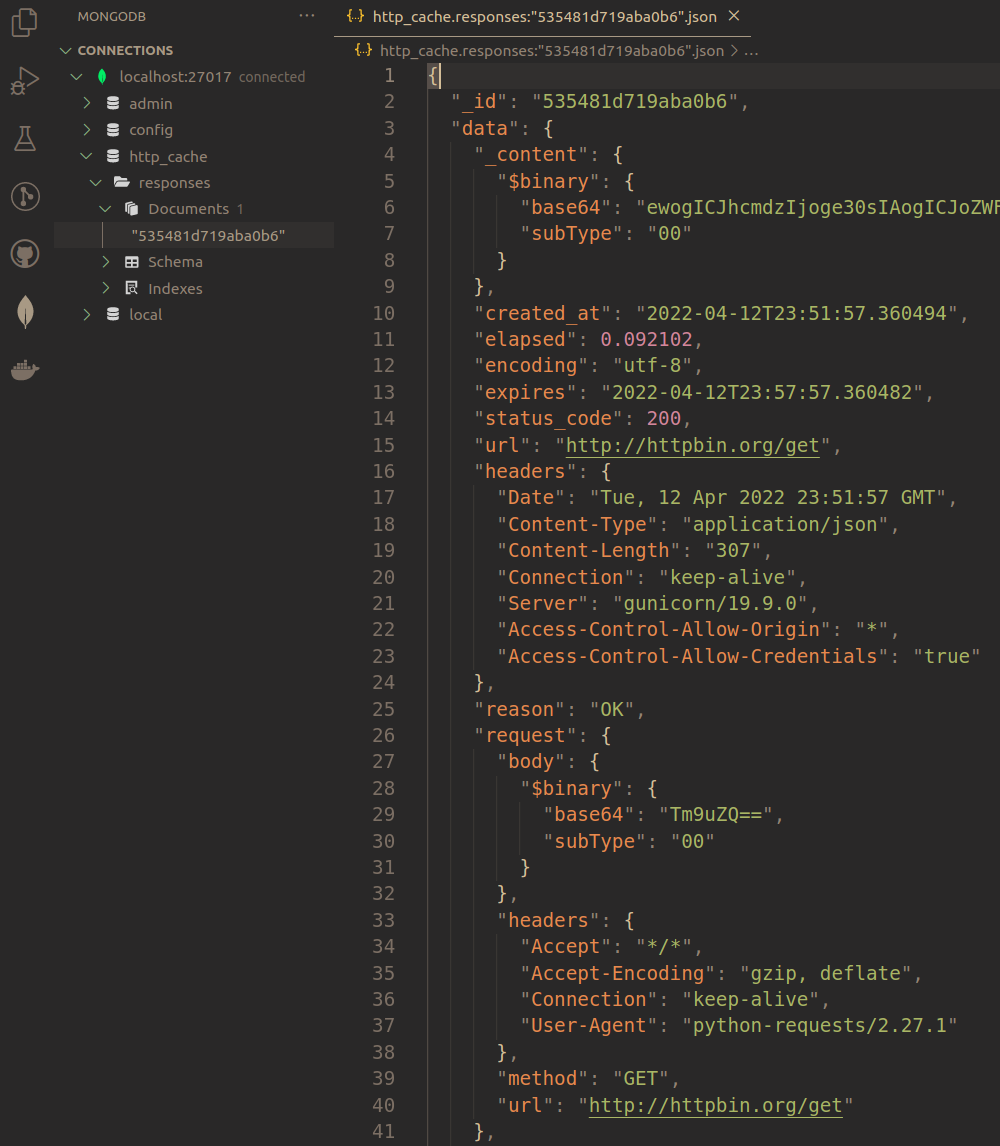 MONGODB
CONNECTIONS
localhost:27017 connected
admin
config
http_cache
responses
Documents 1
"535481d719aba0b6"
Schema
Indexes
local
http_cache.responses:"535481d719aba0b6".json
http_cache.responses:"535481d719aba0b6".json > ...
1 {
2 "_id": "535481d719aba0b6",
3 "data": {
4 "_content": {
5 "$binary": {
6 "base64": "ewogICJhcmdzIjoge30sIAogICJoZWF
7 "subType": "00"
8 }
9 },
10 "created_at": "2022-04-12T23:51:57.360494",
11 "elapsed": 0.092102,
12 "encoding": "utf-8",
13 "expires": "2022-04-12T23:57:57.360482",
14 "status_code": 200,
15 "url": "http://httpbin.org/get",
16 "headers": {
17 "Date": "Tue, 12 Apr 2022 23:51:57 GMT",
18 "Content-Type": "application/json",
19 "Content-Length": "307",
20 "Connection": "keep-alive",
21 "Server": "gunicorn/19.9.0",
22 "Access-Control-Allow-Origin": "*",
23 "Access-Control-Allow-Credentials": "true"
24 },
25 "reason": "OK",
26 "request": {
27 "body": {
28 "$binary": {
29 "base64": "Tm9uZQ==",
30 "subType": "00"
31 }
32 },
33 "headers": {
34 "Accept": "*/*",
35 "Accept-Encoding": "gzip, deflate",
36 "Connection": "keep-alive",
37 "User-Agent": "python-requests/2.27.1"
38 },
39 "method": "GET",
40 "url": "http://httpbin.org/get"
41 },